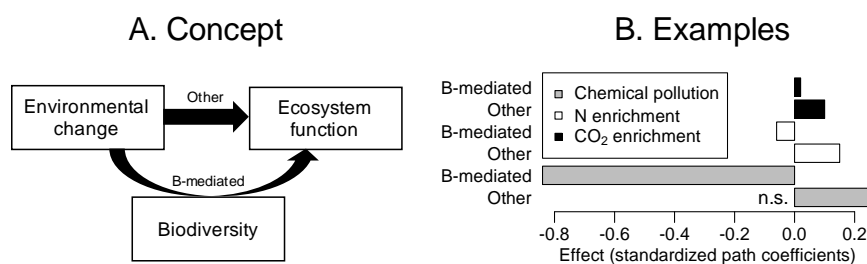 A. Concept
Environmental
change
Other
Ecosystem
function
B-mediated
Biodiversity
B. Examples
B-mediated
Other
B-mediated
Other
B-mediated
Other
Chemical pollution
N enrichment
CO₂ enrichment
n.s.
-0.8 -0.6 -0.4 -0.2 0.0 0.2
Effect (standardized path coefficients)